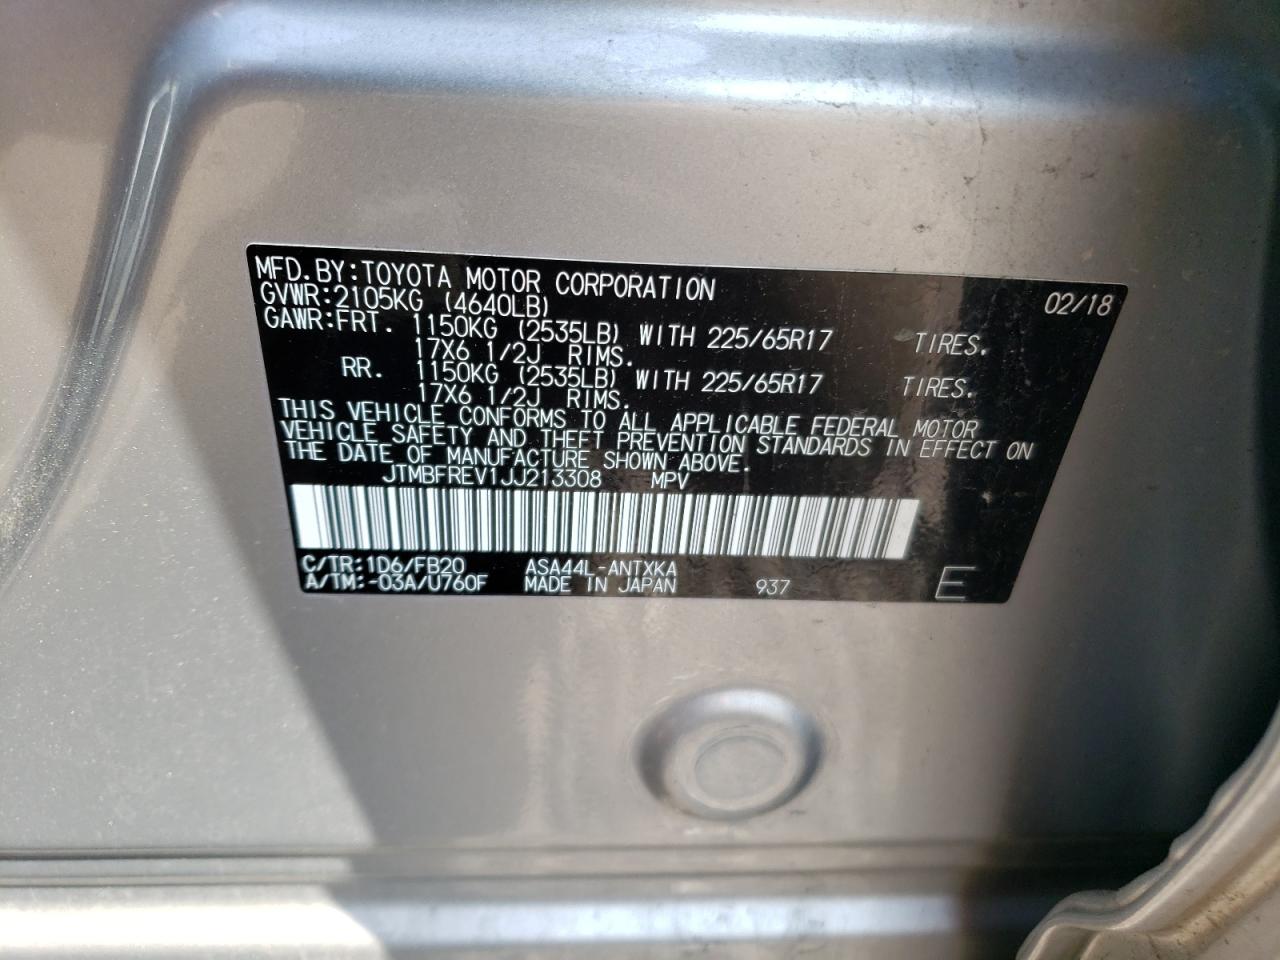 MFD.BY:TOYOTA MOTOR CORPORATION 02/18
GVWR:2105KG (4640LB)
GAWR:FRT. 1150KG (2535LB) WITH 225/65R17 TIRES.
17X6 1/2J RIMS.
RR. 1150KG (2535LB) WITH 225/65R17 TIRES.
17X6 1/2J RIMS.
THIS VEHICLE CONFORMS TO ALL APPLICABLE FEDERAL MOTOR
VEHICLE SAFETY AND THEFT PREVENTION STANDARDS IN EFFECT ON
THE DATE OF MANUFACTURE SHOWN ABOVE.
JTMBFREV1JJ213308 MPV
C/TR:1D6/FB20 ASA44L-ANTXKA
A/TM:-03A/U760F MADE IN JAPAN 937 E